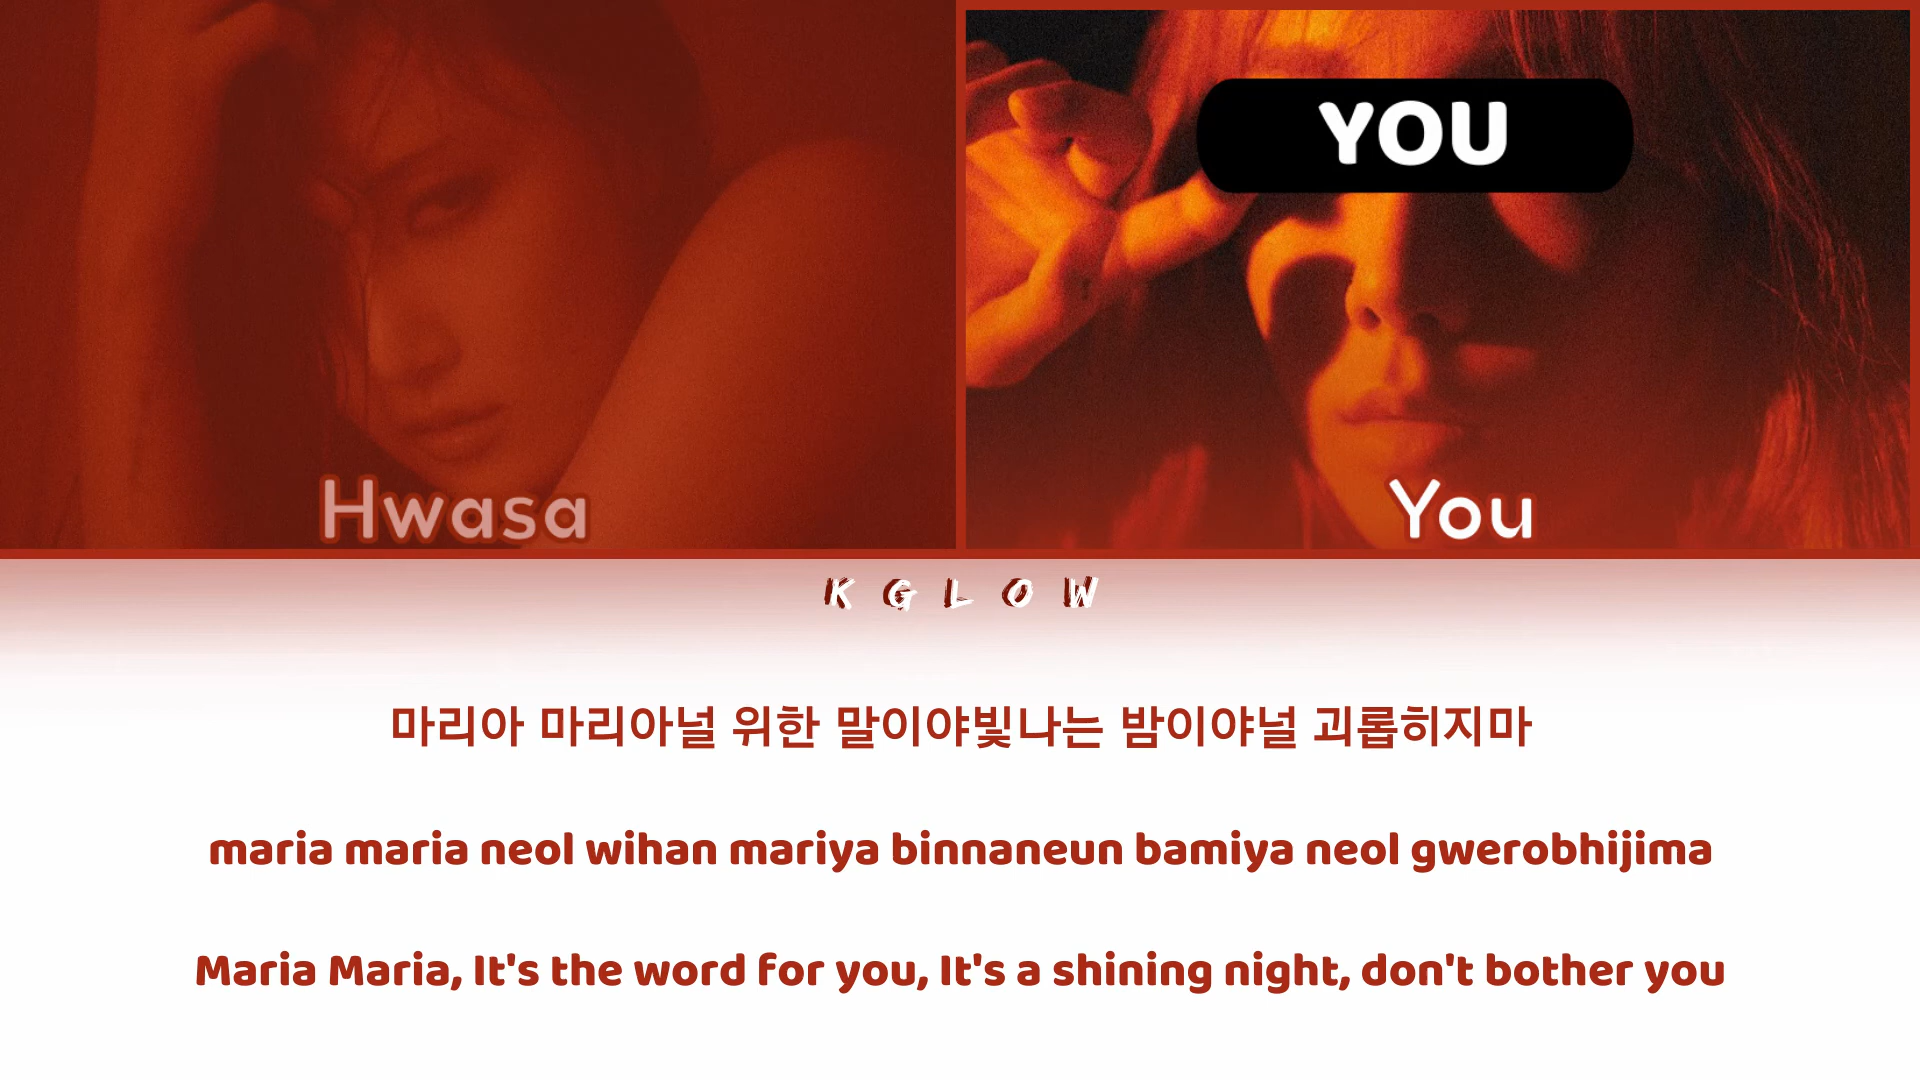 YOU
Hwasa
You
KGLOW
마리아 마리아널 위한 말이야빛나는 밤이야널 괴롭히지마
maria maria neol wihan mariya binnaneun bamiya neol gwerobhijima
Maria Maria, It's the word for you, It's a shining night, don't bother you